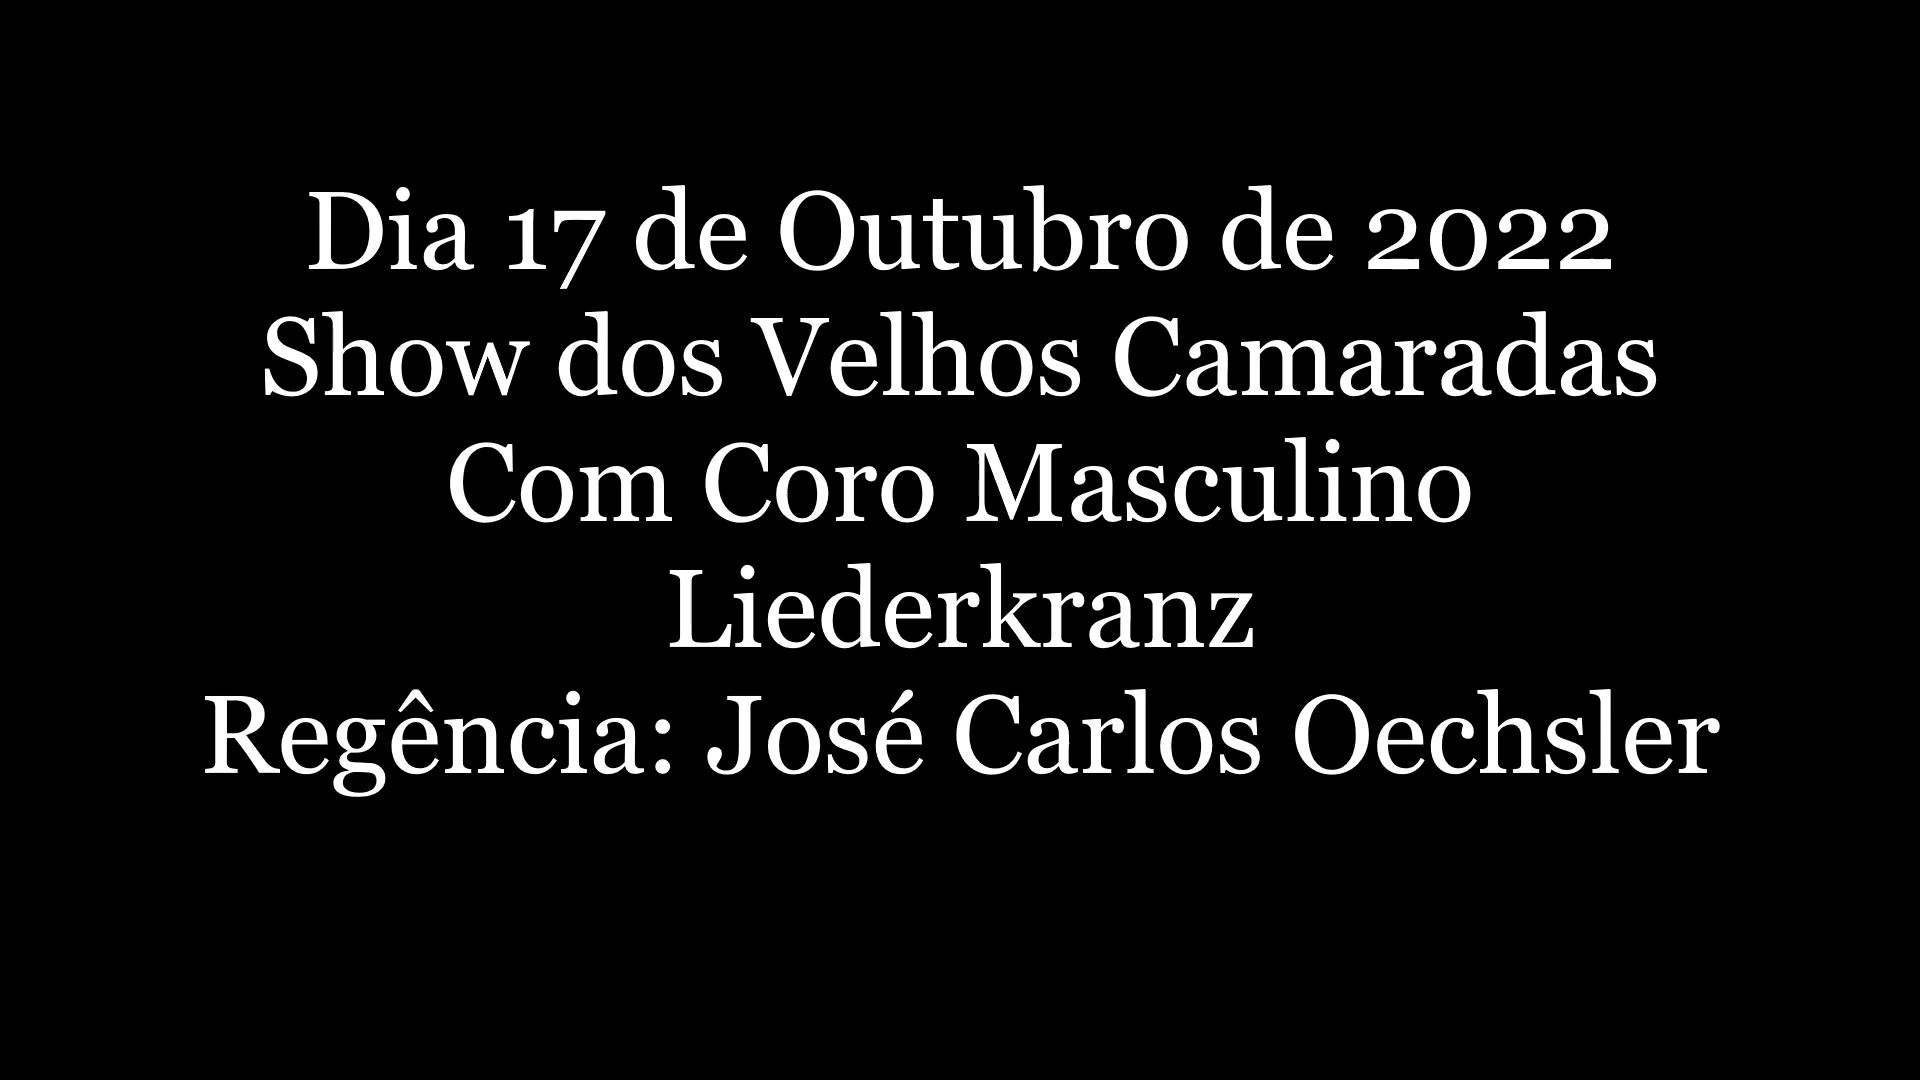 Dia 17 de Outubro de 2022
Show dos Velhos Camaradas
Com Coro Masculino
Liederkranz
Regência: José Carlos Oechsler